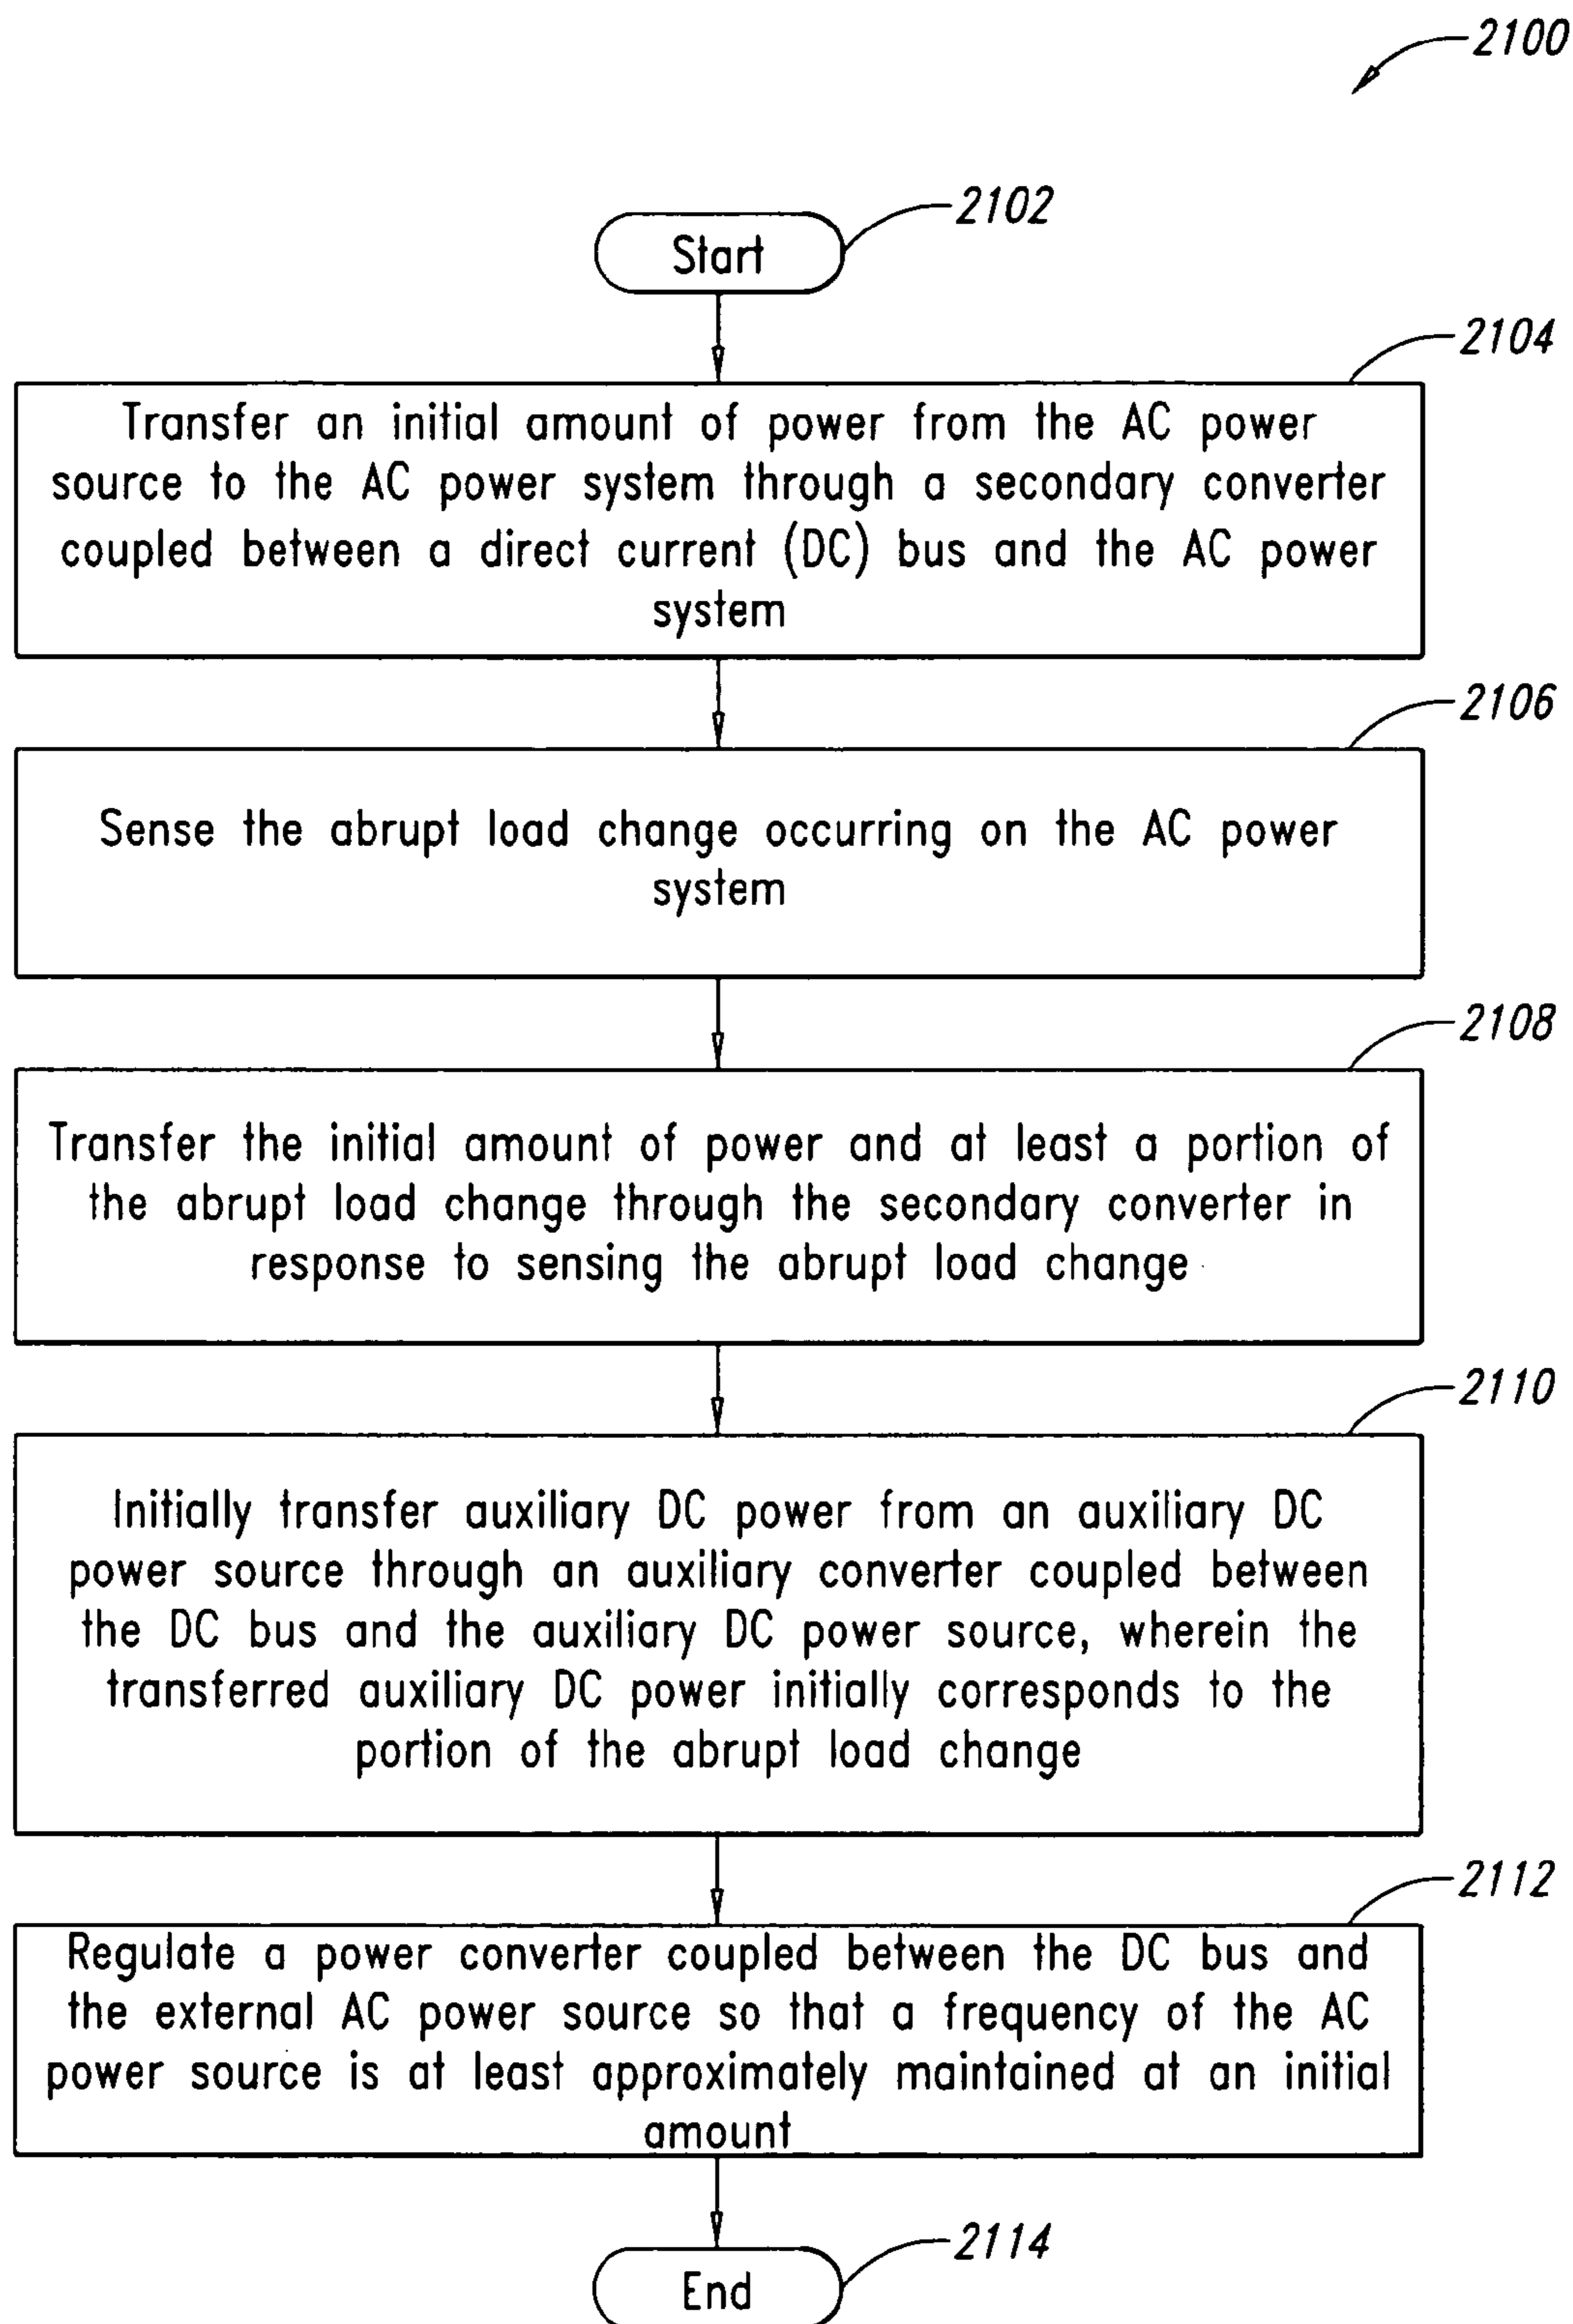 2100
2102
Start
2104
Transfer an initial amount of power from the AC power
source to the AC power system through a secondary converter
coupled between a direct current (DC) bus and the AC power
system
2106
Sense the abrupt load change occurring on the AC power
system
2108
Transfer the initial amount of power and at least a portion of
the abrupt load change through the secondary converter in
response to sensing the abrupt load change
2110
Initially transfer auxiliary DC power from an auxiliary DC
power source through an auxiliary converter coupled between
the DC bus and the auxiliary DC power source, wherein the
transferred auxiliary DC power initially corresponds to the
portion of the abrupt load change
2112
Regulate a power converter coupled between the DC bus and
the external AC power source so that a frequency of the AC
power source is at least approximately maintained at an initial
amount
2114
End